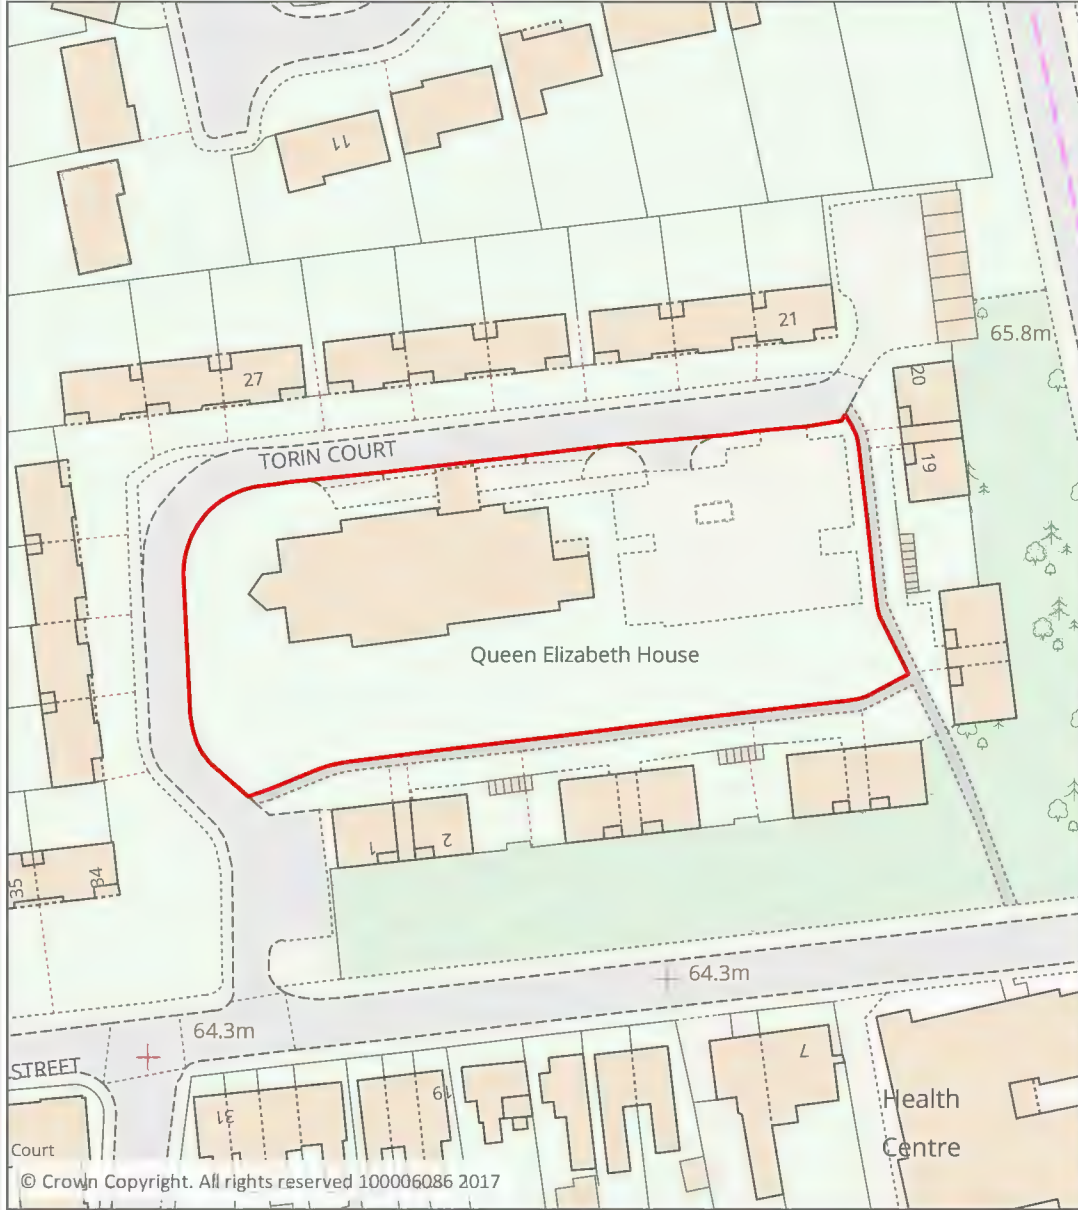 11
65.8m
21
27
20
TORIN COURT
19
Queen Elizabeth House
1
2
35
34
64.3m
64.3m
STREET
7
31
19
Health
Centre
Court
© Crown Copyright. All rights reserved 100006086 2017